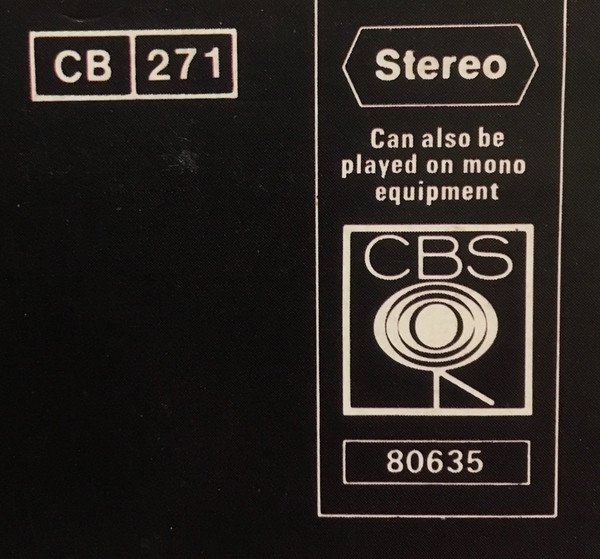 CB 271
Stereo
Can also be
played on mono
equipment
CBS
80635